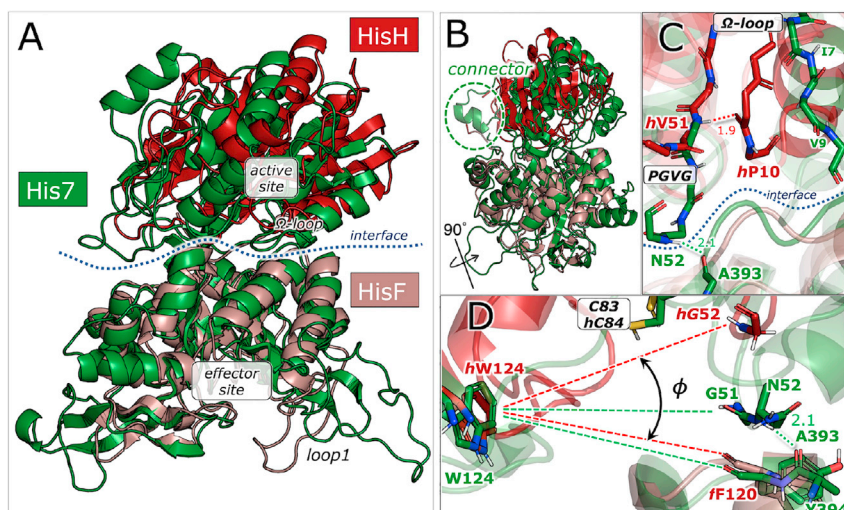 A
HisH
His7
active
site
Ω-loop
interface
HisF
effector
site
loop1
B
connector
90°
C
Ω-loop
I7
hV51
1.9
V9
hP10
PGVG
interface
N52
2.1
A393
D
C83
hC84
hG52
hW124
ϕ
N52
G51
2.1
A393
W124
fF120
Y394